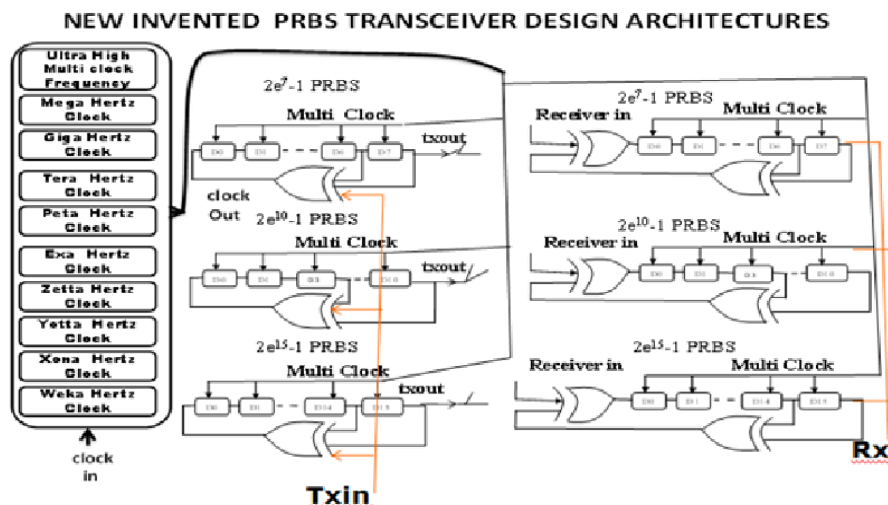 NEW INVENTED PRBS TRANSCEIVER DESIGN ARCHITECTURES
Ultra High
Multi clock
Frequency
Mega Hertz
Clock
Giga Hertz
Clock
Tera Hertz
Clock
Peta Hertz
Clock
Exa Hertz
Clock
Zetta Hertz
Clock
Yotta Hertz
Clock
Xona Hertz
Clock
Weka Hertz
Clock
clock
in
2e⁷-1 PRBS
Multi Clock
txout
D0 D1 D6 D7
clock
Out
2e¹⁰-1 PRBS
Multi Clock
txout
D0 D1 D3 D10
2e¹⁵-1 PRBS
Multi Clock
txout
D0 D1 D14 D15
Txin
2e⁷-1 PRBS
Receiver in
Multi Clock
D0 D1 D6 D7
2e¹⁰-1 PRBS
Receiver in
Multi Clock
D0 D1 D3 D10
2e¹⁵-1 PRBS
Receiver in
Multi Clock
D0 D1 D14 D15
Rx